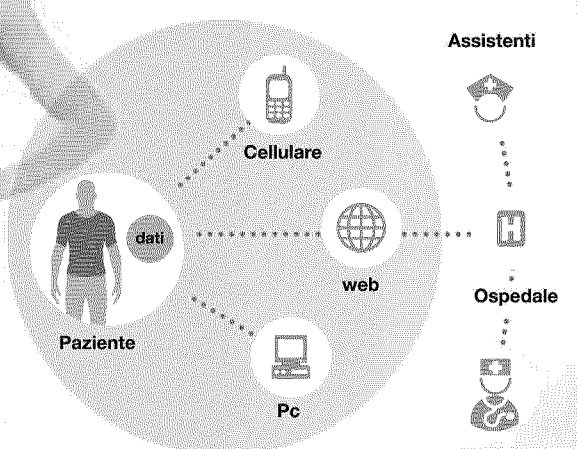 Assistenti
Cellulare
dati
H
web
Ospedale
Paziente
Pc